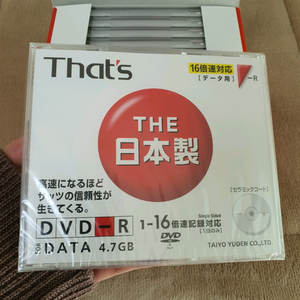 That's
16倍速対応
[データ用]
-R
THE
日本製
高速になるほど
ザッツの信頼性が
生きてくる。
[セラミックコート]
DVD-R
DATA 4.7GB
1-16倍速記録対応
Single Sided
DVD
TAIYO YUDEN CO.,LTD.